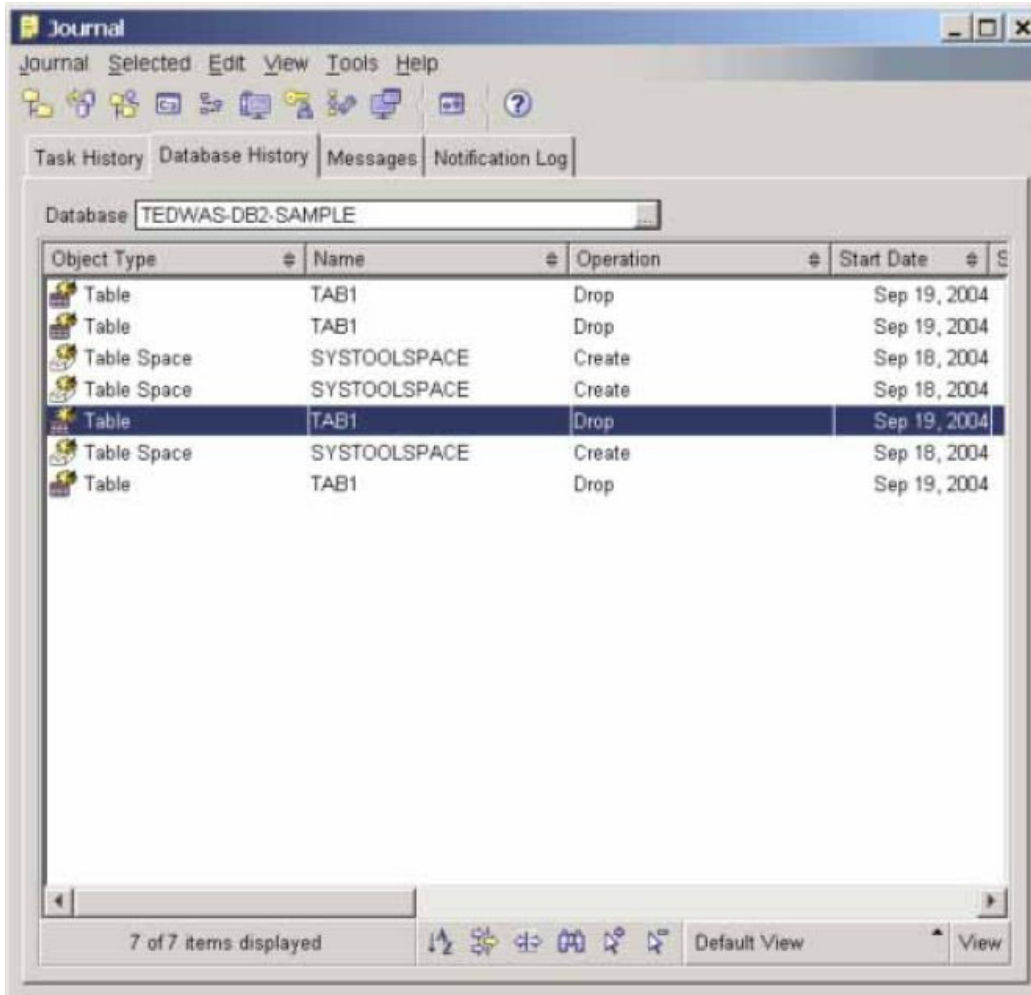 Journal
Journal Selected Edit View Tools Help
Task History Database History Messages Notification Log
Database TEDWAS-DB2-SAMPLE ...
Object Type Name Operation Start Date S
Table TAB1 Drop Sep 19, 2004
Table TAB1 Drop Sep 19, 2004
Table Space SYSTOOLSPACE Create Sep 18, 2004
Table Space SYSTOOLSPACE Create Sep 18, 2004
Table TAB1 Drop Sep 19, 2004
Table Space SYSTOOLSPACE Create Sep 18, 2004
Table TAB1 Drop Sep 19, 2004
7 of 7 items displayed Default View View